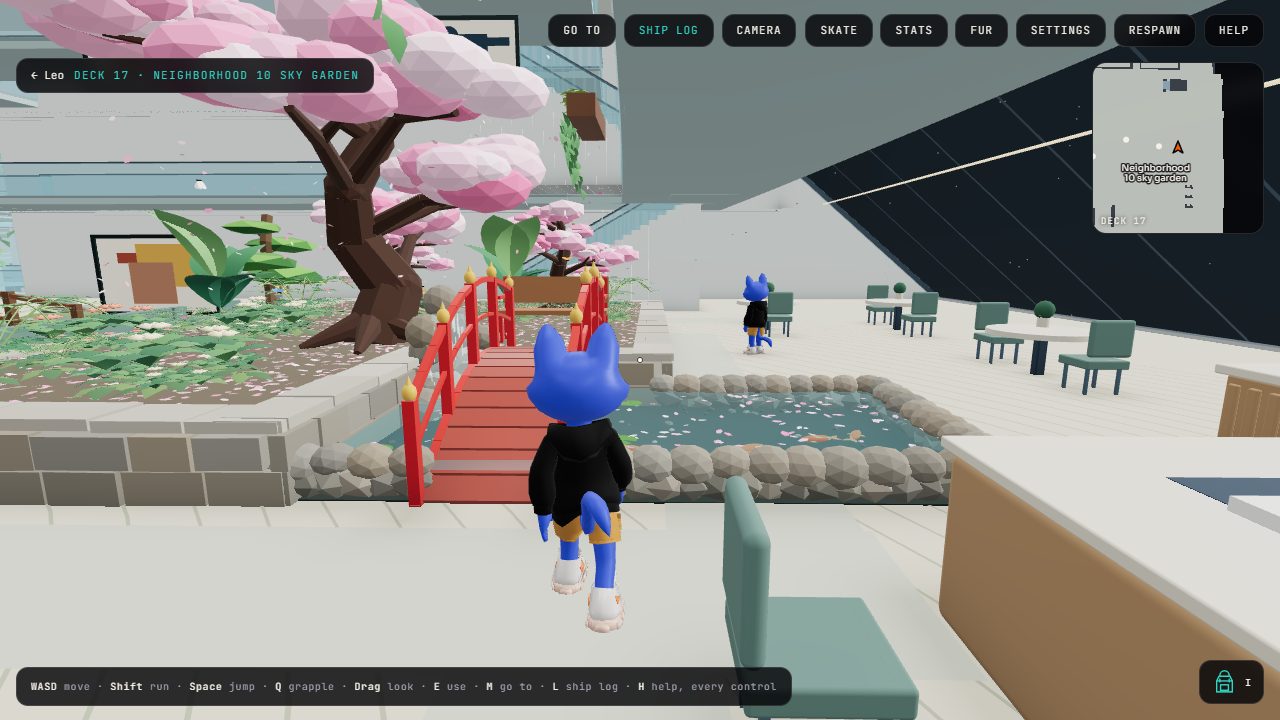 GO TO
SHIP LOG
CAMERA
SKATE
STATS
FUR
SETTINGS
RESPAWN
HELP
← Leo DECK 17 · NEIGHBORHOOD 10 SKY GARDEN
Neighborhood
10 sky garden
DECK 17
WASD move · Shift run · Space jump · Q grapple · Drag look · E use · M go to · L ship log · H help, every control
I